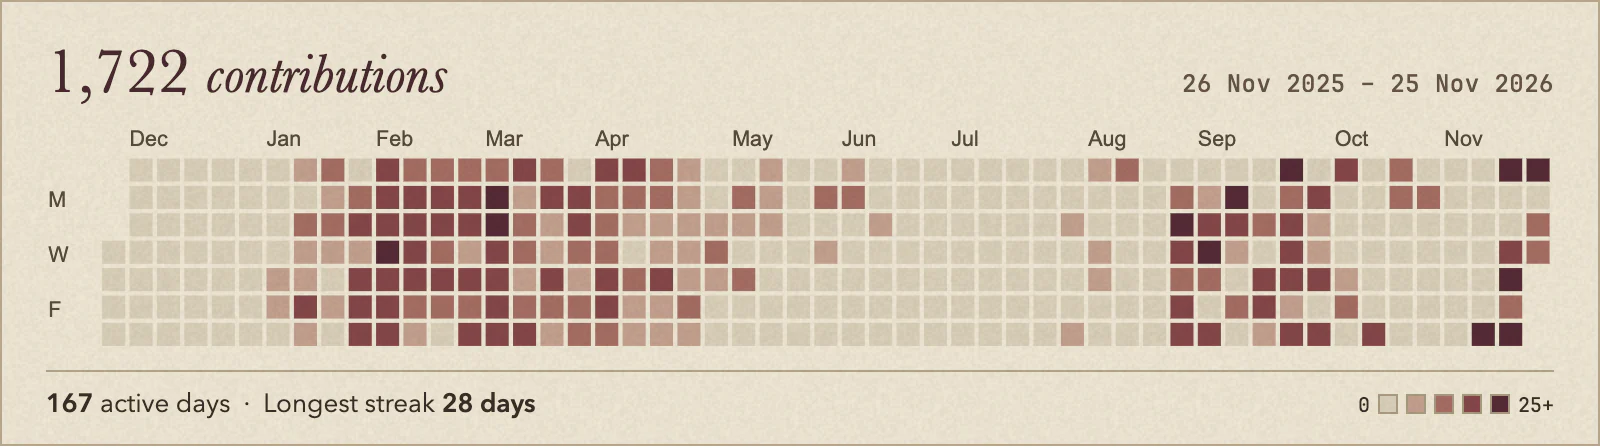 1,722 contributions
26 Nov 2025 – 25 Nov 2026
Dec Jan Feb Mar Apr May Jun Jul Aug Sep Oct Nov
M
W
F
167 active days · Longest streak 28 days
0 25+